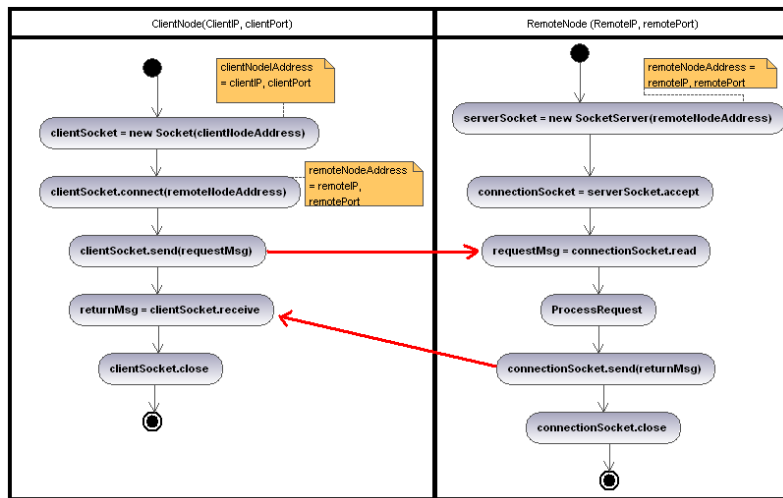 ClientNode(ClientIP, clientPort)
clientNodelAddress
= clientIP, clientPort
clientSocket = new Socket(clientNodeAddress)
clientSocket.connect(remoteNodeAddress)
remoteNodeAddress
= remoteIP,
remotePort
clientSocket.send(requestMsg)
returnMsg = clientSocket.receive
clientSocket.close
RemoteNode (RemoteIP, remotePort)
remoteNodeAddress =
remoteIP, remotePort
serverSocket = new SocketServer(remoteNodeAddress)
connectionSocket = serverSocket.accept
requestMsg = connectionSocket.read
ProcessRequest
connectionSocket.send(returnMsg)
connectionSocket.close